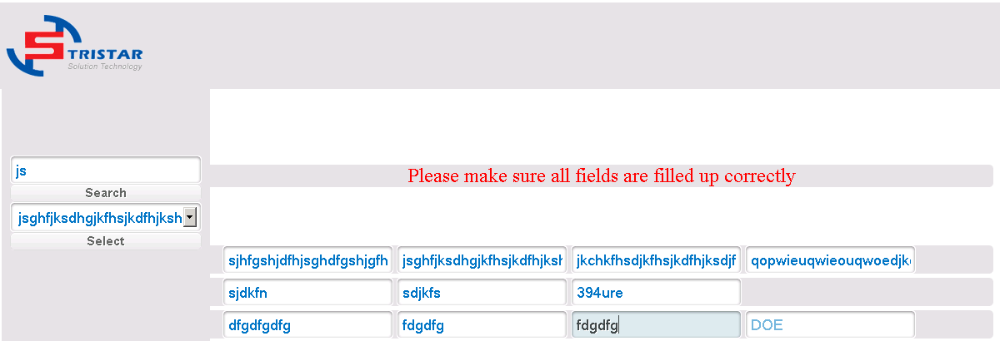 S TRISTAR
Solution Technology
js
Search
jsghfjksdhgjkfhsjkdfhjksh
Select
Please make sure all fields are filled up correctly
sjhfgshjdfhjsghdfgshjgfh jsghfjksdhgjkfhsjkdfhjksh jkchkfhsdjkfhsjkdfhjksdjf qopwieuqwieouqwoedjk
sjdkfn sdjkfs 394ure
dfgdfgdfg fdgdfg fdgdfg DOE